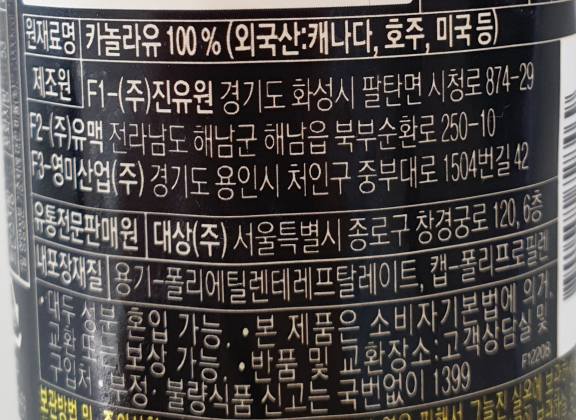 원재료명 카놀라유 100% (외국산:캐나다, 호주, 미국 등)
제조원 F1-(주)진유원 경기도 화성시 팔탄면 시청로 874-29
F2-(주)유맥 전라남도 해남군 해남읍 북부순환로 250-10
F3-영미산업(주) 경기도 용인시 처인구 중부대로 1504번길 42
유통전문판매원 대상(주) 서울특별시 종로구 창경궁로 120, 6층
내포장재질 용기-폴리에틸렌테레프탈레이트, 캡-폴리프로필렌
·대두 성분 혼입 가능. ·본 제품은 소비자기본법에 의거,
교환 또는 보상 가능. ·반품 및 교환장소:고객상담실 및
구입처 ·부정·불량식품 신고는 국번없이 1399
F1220B
보관방법 및